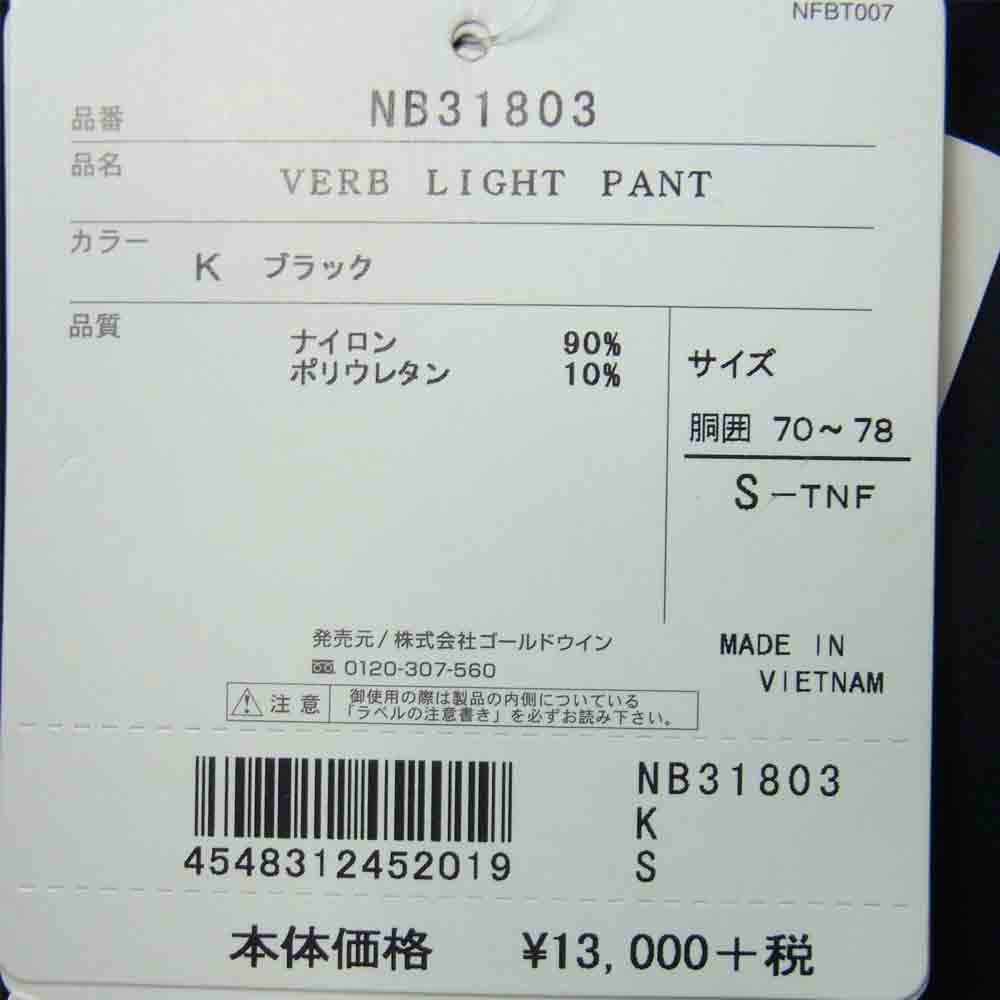 NFBT007
品番 NB31803
品名 VERB LIGHT PANT
カラー K ブラック
品質 ナイロン 90%
ポリウレタン 10%
サイズ
胴囲 70~78
S-TNF
発売元/株式会社ゴールドウイン
0120-307-560
MADE IN
VIETNAM
注意 御使用の際は製品の内側についている
「ラベルの注意書き」を必ずお読み下さい。
4548312452019
NB31803
K
S
本体価格 ¥13,000+税